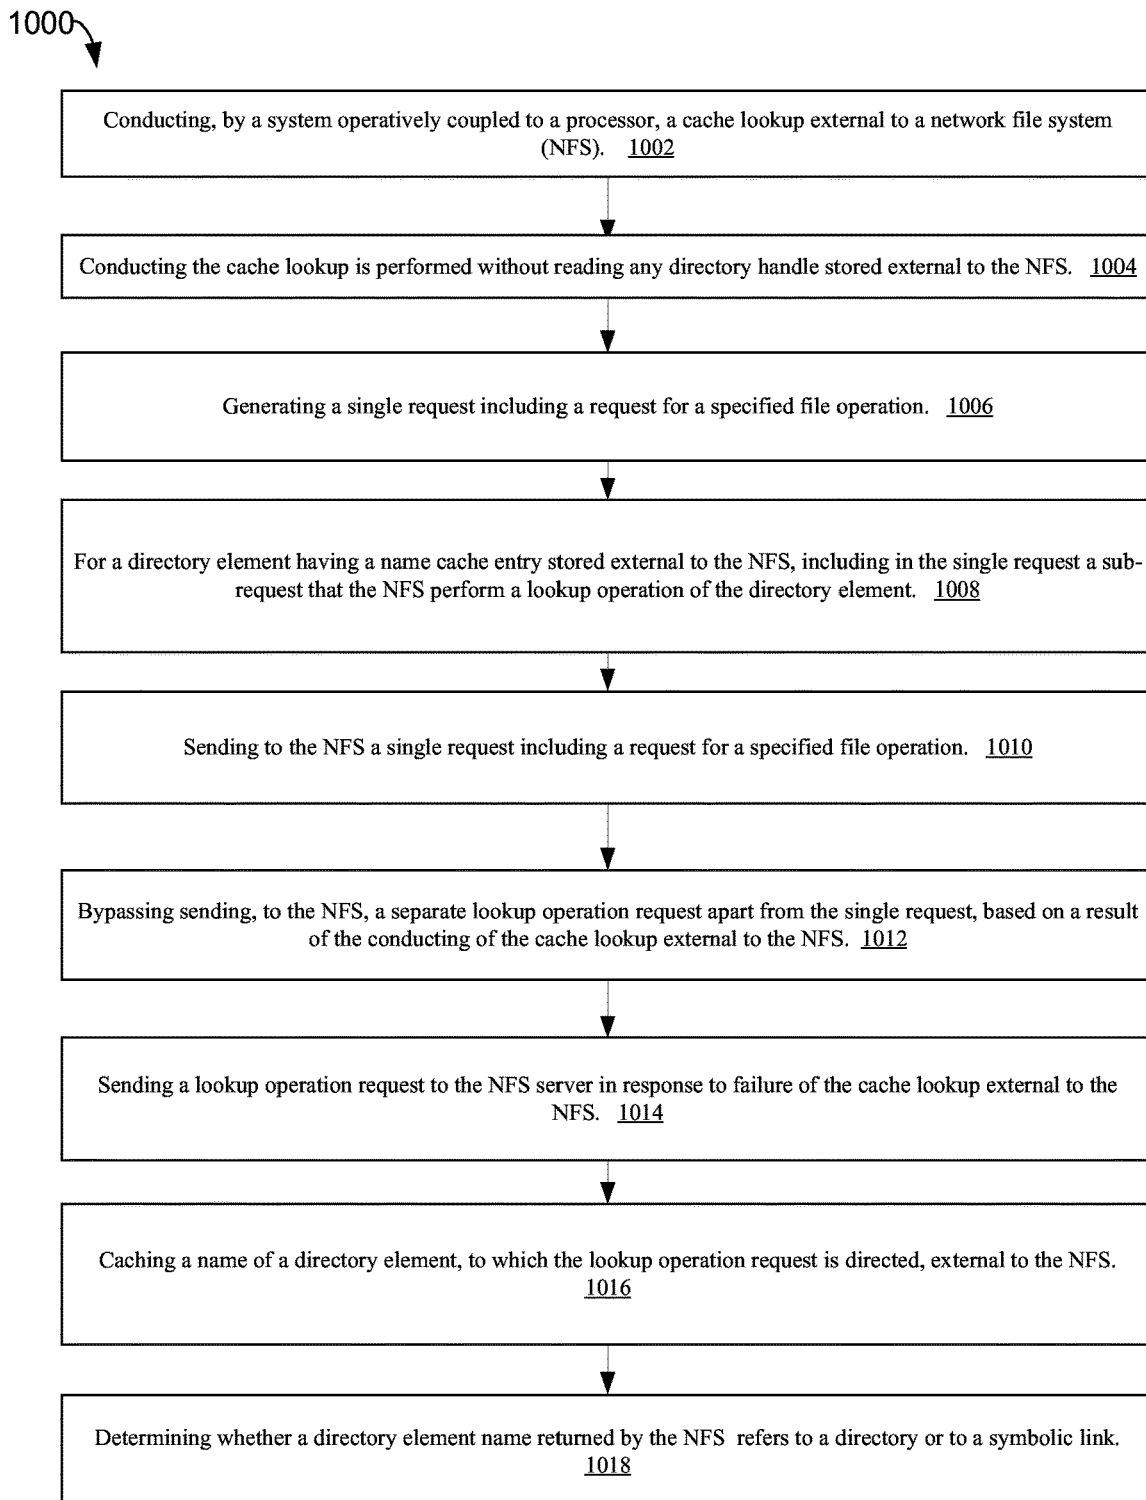 1000
Conducting, by a system operatively coupled to a processor, a cache lookup external to a network file system
(NFS). 1002
Conducting the cache lookup is performed without reading any directory handle stored external to the NFS. 1004
Generating a single request including a request for a specified file operation. 1006
For a directory element having a name cache entry stored external to the NFS, including in the single request a sub-
request that the NFS perform a lookup operation of the directory element. 1008
Sending to the NFS a single request including a request for a specified file operation. 1010
Bypassing sending, to the NFS, a separate lookup operation request apart from the single request, based on a result
of the conducting of the cache lookup external to the NFS. 1012
Sending a lookup operation request to the NFS server in response to failure of the cache lookup external to the
NFS. 1014
Caching a name of a directory element, to which the lookup operation request is directed, external to the NFS.
1016
Determining whether a directory element name returned by the NFS refers to a directory or to a symbolic link.
1018